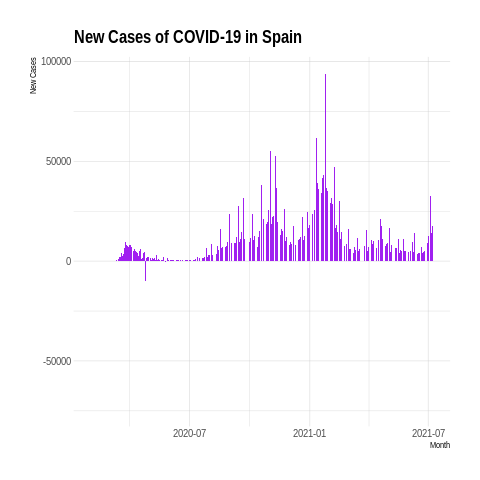 New Cases of COVID-19 in Spain
New Cases
100000
50000
0
-50000
2020-07
2021-01
2021-07
Month